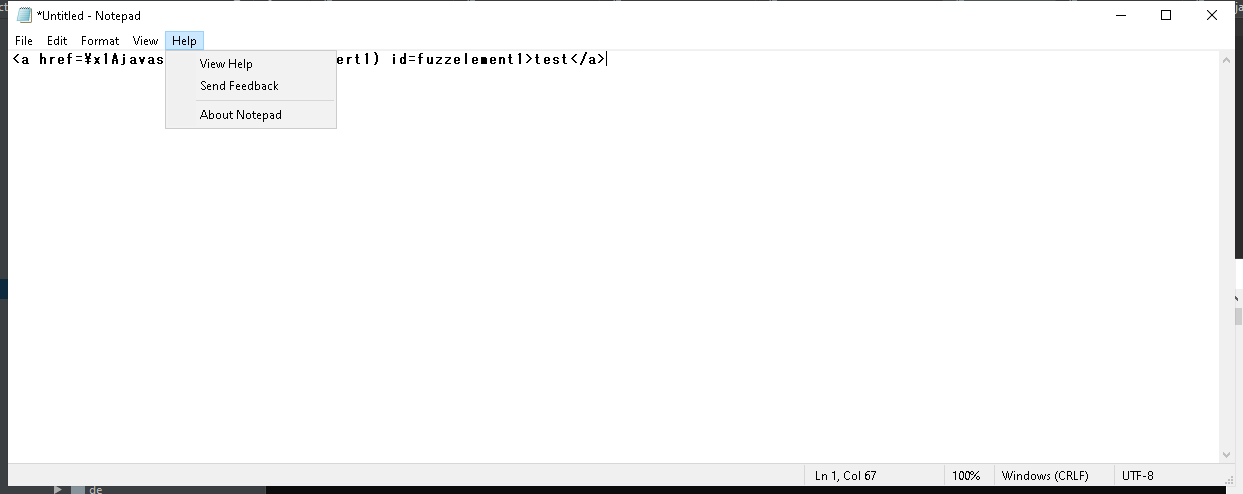 *Untitled - Notepad
File Edit Format View Help
<a href=¥x1Ajavas ert1) id=fuzzelement1>test</a>
View Help
Send Feedback
About Notepad
Ln 1, Col 67 100% Windows (CRLF) UTF-8
de